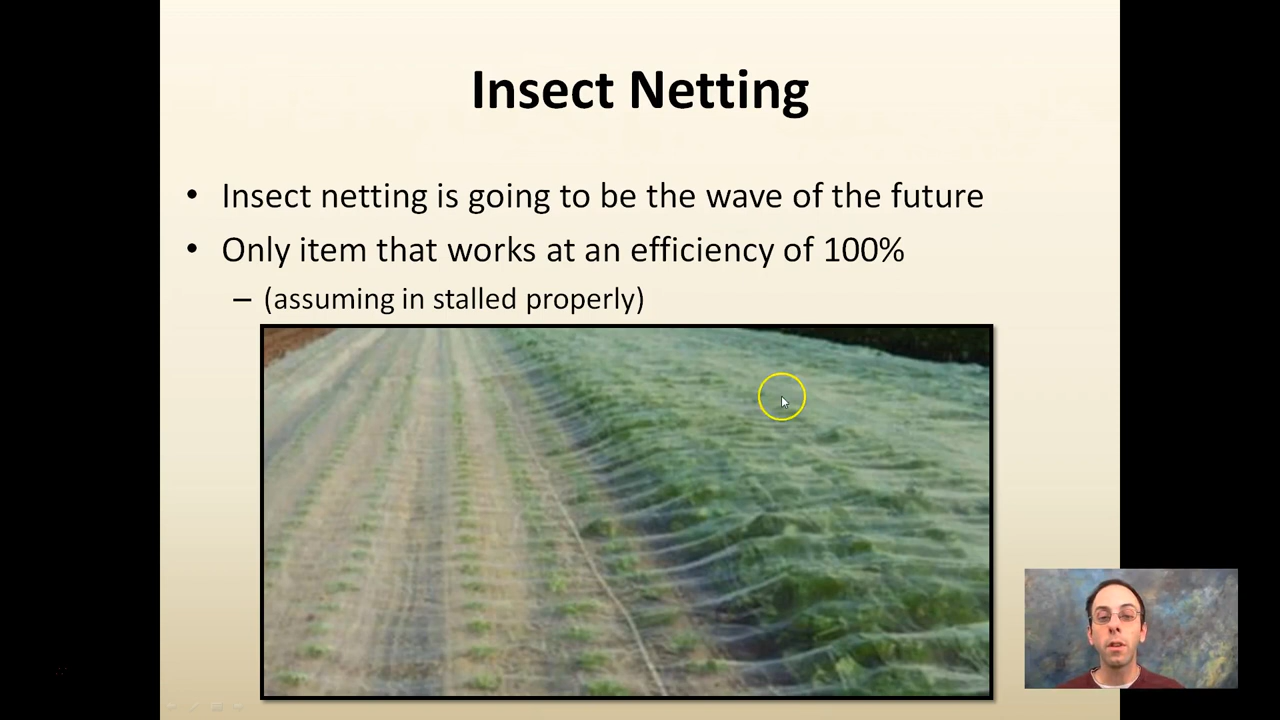 Insect Netting
• Insect netting is going to be the wave of the future
• Only item that works at an efficiency of 100%
– (assuming in stalled properly)